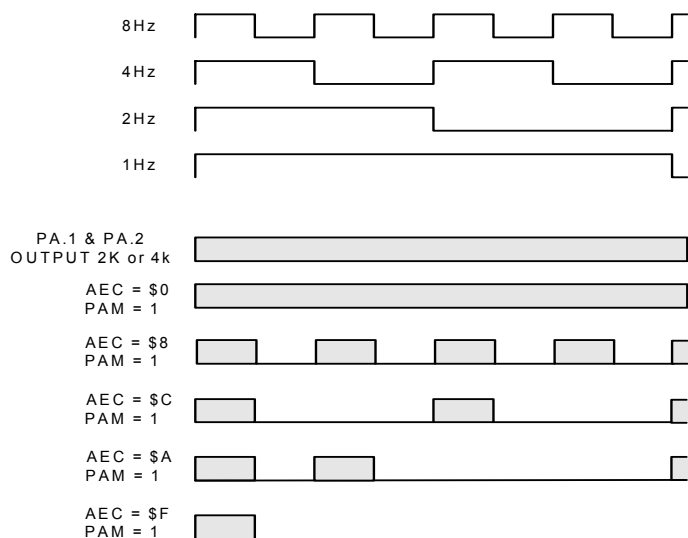 8Hz
4Hz
2Hz
1Hz
PA.1 & PA.2
OUTPUT 2K or 4k
AEC = $0
PAM = 1
AEC = $8
PAM = 1
AEC = $C
PAM = 1
AEC = $A
PAM = 1
AEC = $F
PAM = 1